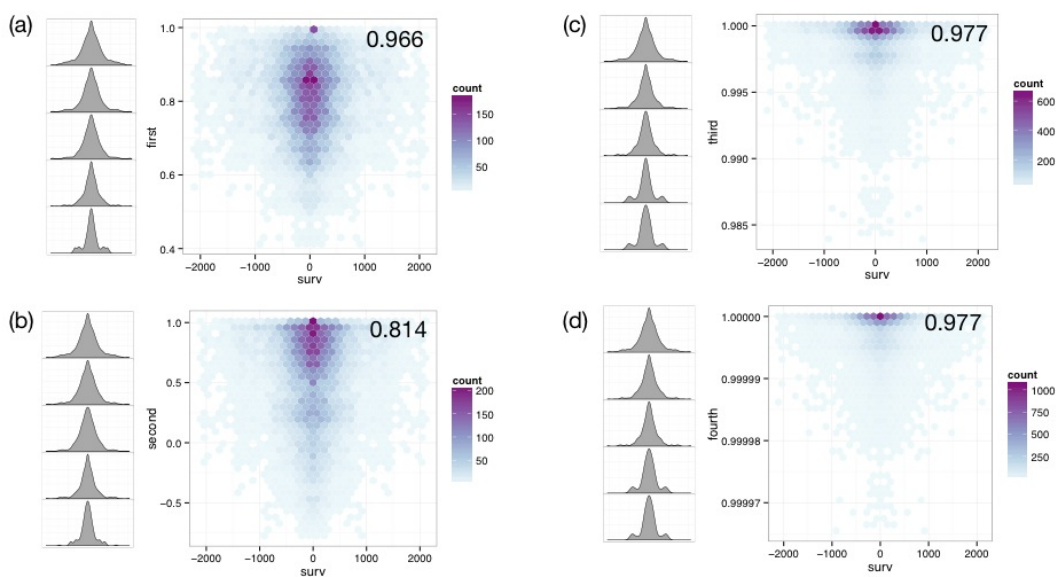 (a)
0.966
first
1.0
0.8
0.6
0.4
−2000 −1000 0 1000 2000
surv
count
150
100
50
(c)
0.977
third
1.000
0.995
0.990
0.985
−2000 −1000 0 1000 2000
surv
count
600
400
200
(b)
0.814
second
1.0
0.5
0.0
−0.5
−2000 −1000 0 1000 2000
surv
count
200
150
100
50
(d)
0.977
fourth
1.00000
0.99999
0.99998
0.99997
−2000 −1000 0 1000 2000
surv
count
1000
750
500
250